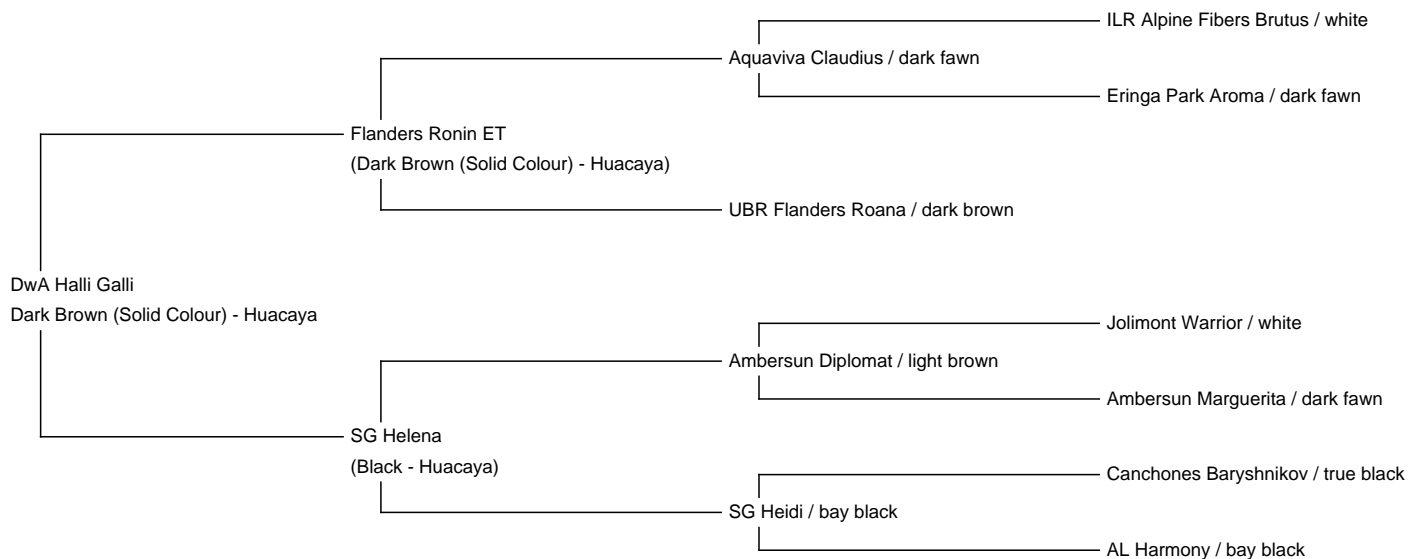 ILR Alpine Fibers Brutus / white
Aquaviva Claudius / dark fawn
Eringa Park Aroma / dark fawn
Flanders Ronin ET
(Dark Brown (Solid Colour) - Huacaya)
UBR Flanders Roana / dark brown
DwA Halli Galli
Dark Brown (Solid Colour) - Huacaya
Jolimont Warrior / white
Ambersun Diplomat / light brown
Ambersun Marguerita / dark fawn
SG Helena
(Black - Huacaya)
Canchones Baryshnikov / true black
SG Heidi / bay black
AL Harmony / bay black